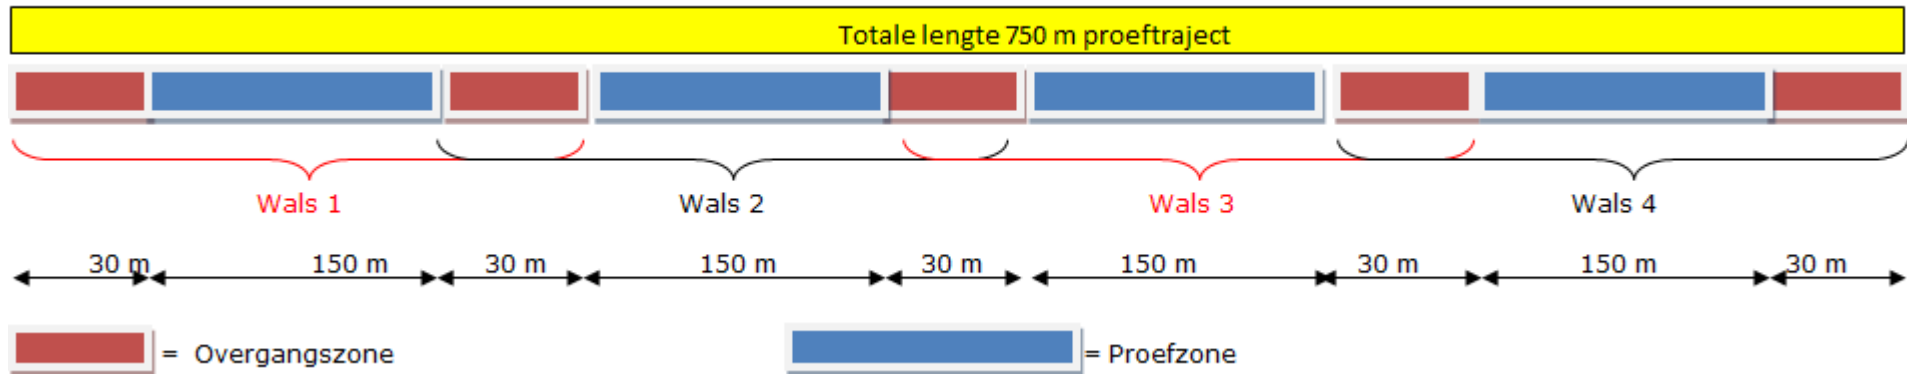 Totale lengte 750 m proeftraject
Wals 1 Wals 2 Wals 3 Wals 4
30 m 150 m 30 m 150 m 30 m 150 m 30 m 150 m 30 m
= Overgangszone = Proefzone